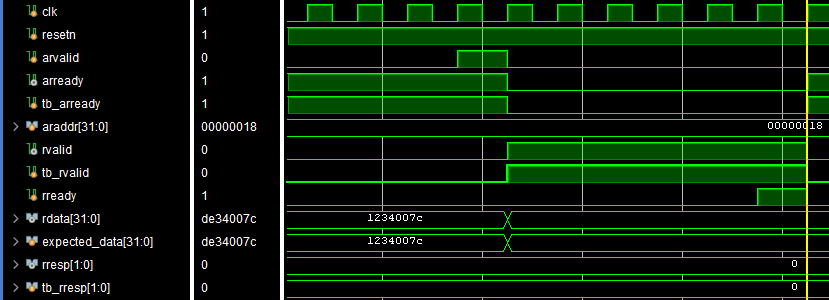 clk 1
resetn 1
arvalid 0
arready 1
tb_arready 1
araddr[31:0] 00000018 00000018
rvalid 0
tb_rvalid 0
rready 1
rdata[31:0] de34007c 1234007c
expected_data[31:0] de34007c 1234007c
rresp[1:0] 0 0
tb_rresp[1:0] 0 0